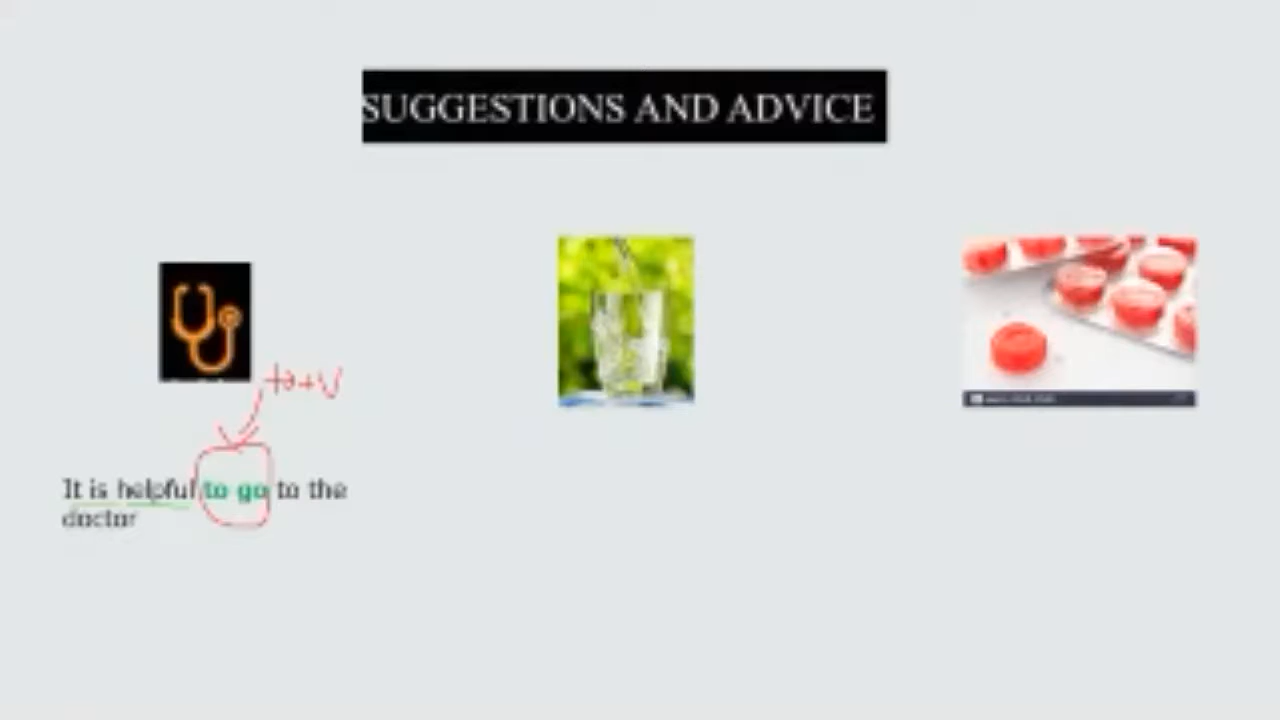 SUGGESTIONS AND ADVICE
to+V
It is helpful to go to the
doctor